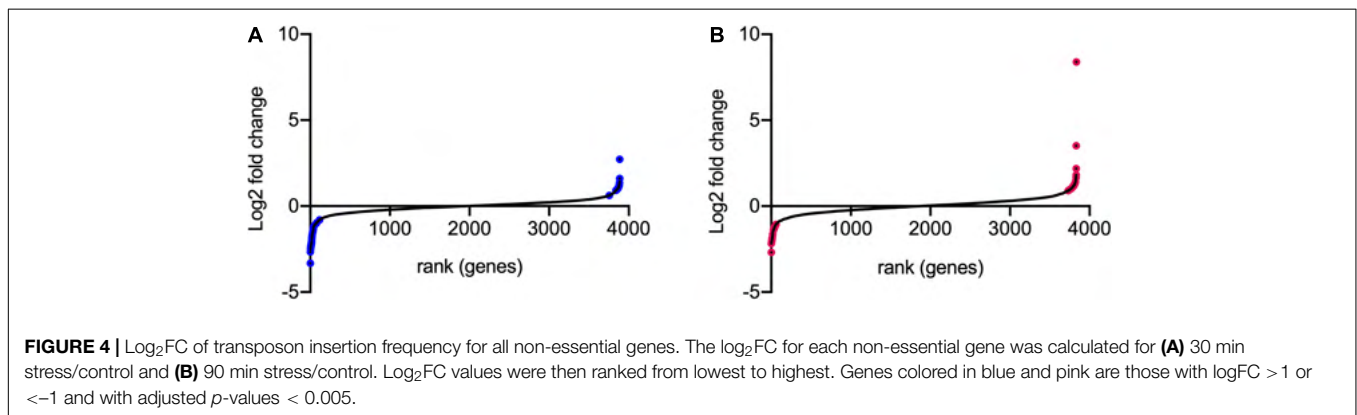 A
10
5
0
-5
Log2 fold change
1000
2000
3000
4000
rank (genes)
B
10
5
0
-5
Log2 fold change
1000
2000
3000
4000
rank (genes)
FIGURE 4 | Log2FC of transposon insertion frequency for all non-essential genes. The log2FC for each non-essential gene was calculated for (A) 30 min
stress/control and (B) 90 min stress/control. Log2FC values were then ranked from lowest to highest. Genes colored in blue and pink are those with logFC >1 or
<–1 and with adjusted p-values < 0.005.